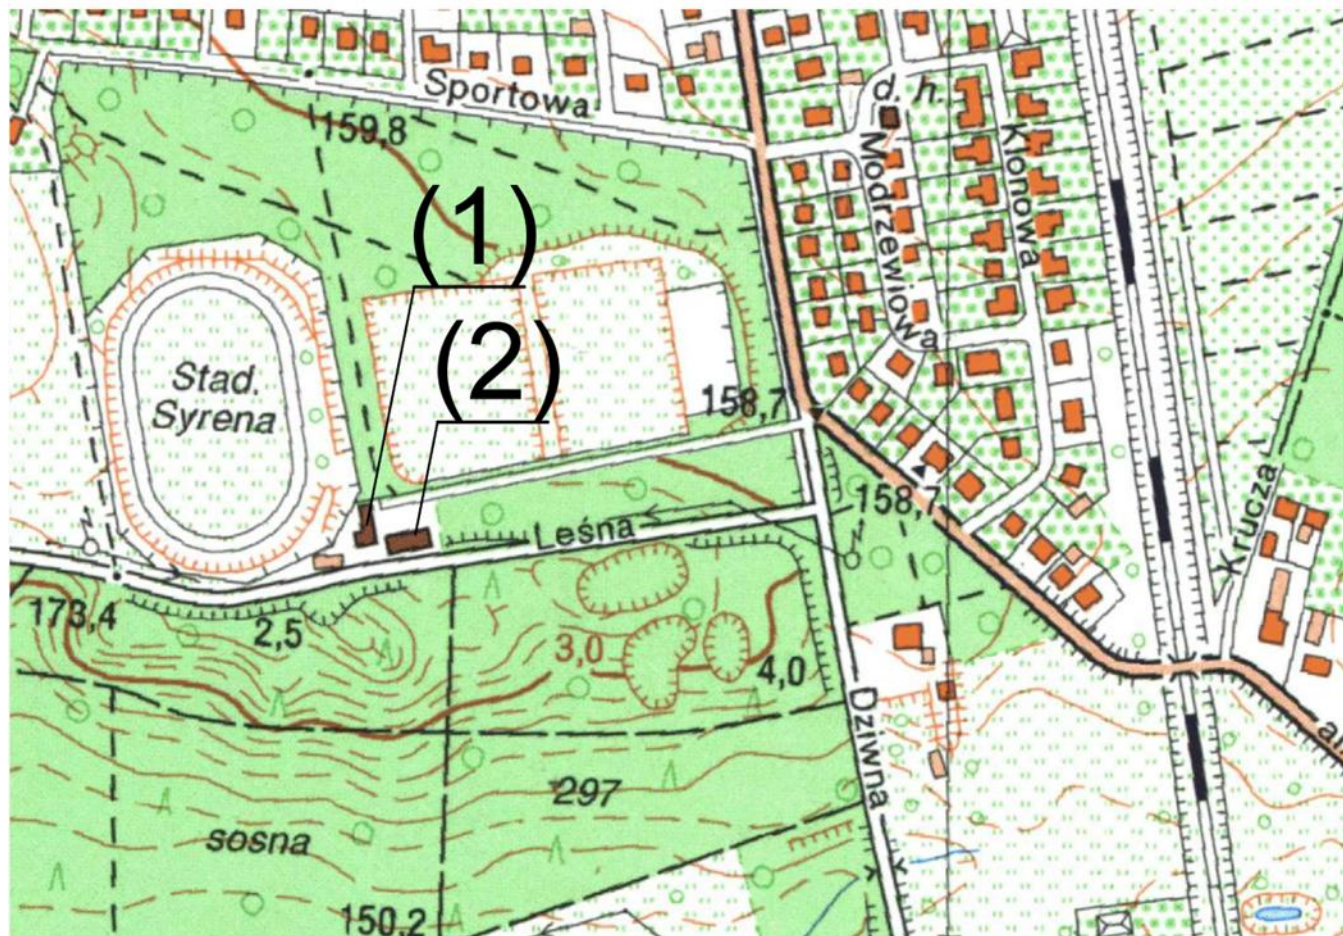 Sportowa
d. h.
159,8
Modrzewiowa
Klonowa
(1)
(2)
Stad.
Syrena
158,7
158,7
Krucza
Leśna
173,4
2,5
3,0
4,0
Dziwna
297
sosna
150,2